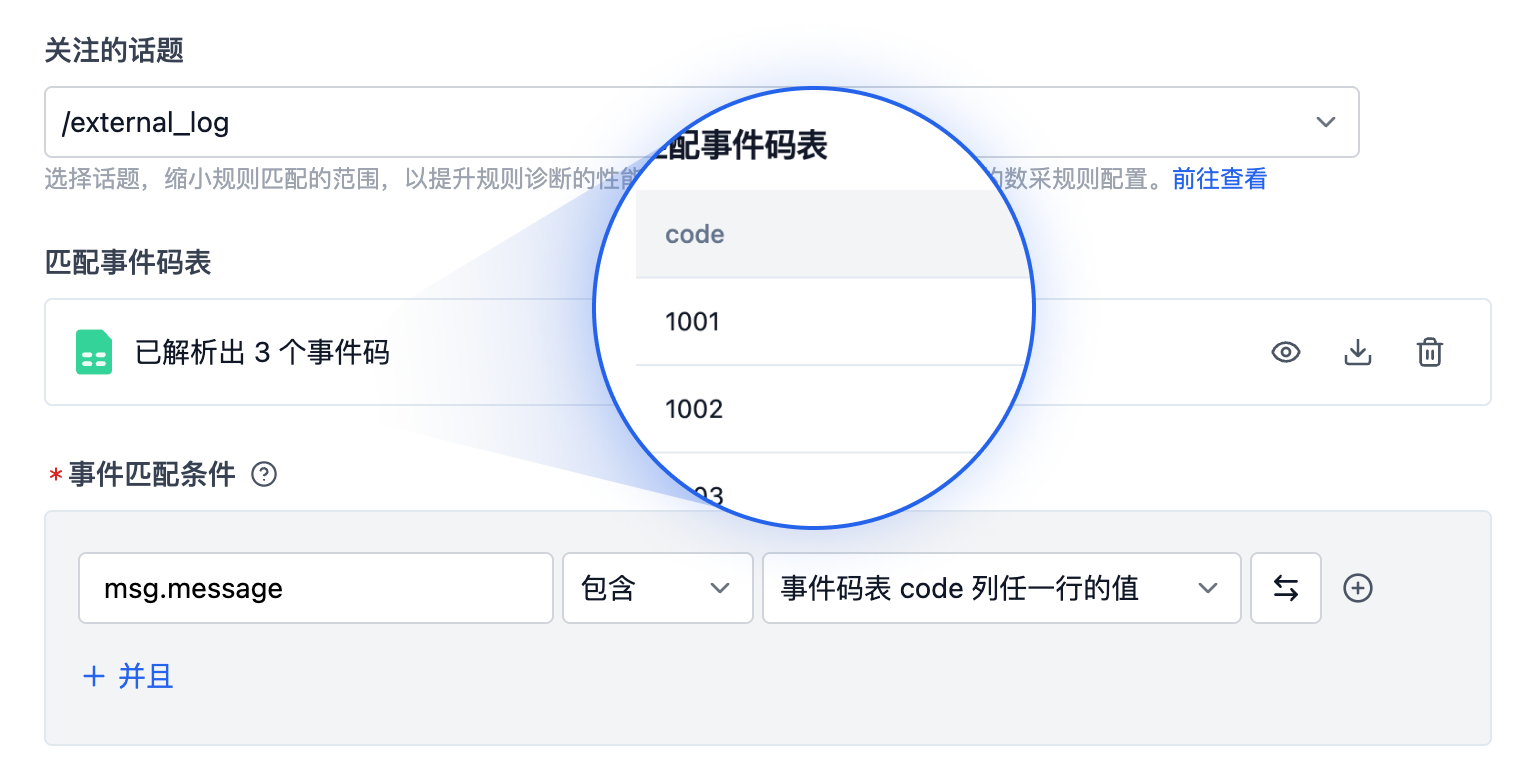 关注的话题
/external_log
选择话题，缩小规则匹配的范围，以提升规则诊断的性能
数采规则配置。前往查看
匹配事件码表
已解析出 3 个事件码
配事件码表
code
1001
1002
03
*事件匹配条件
msg.message
包含
事件码表 code 列任一行的值
+ 并且